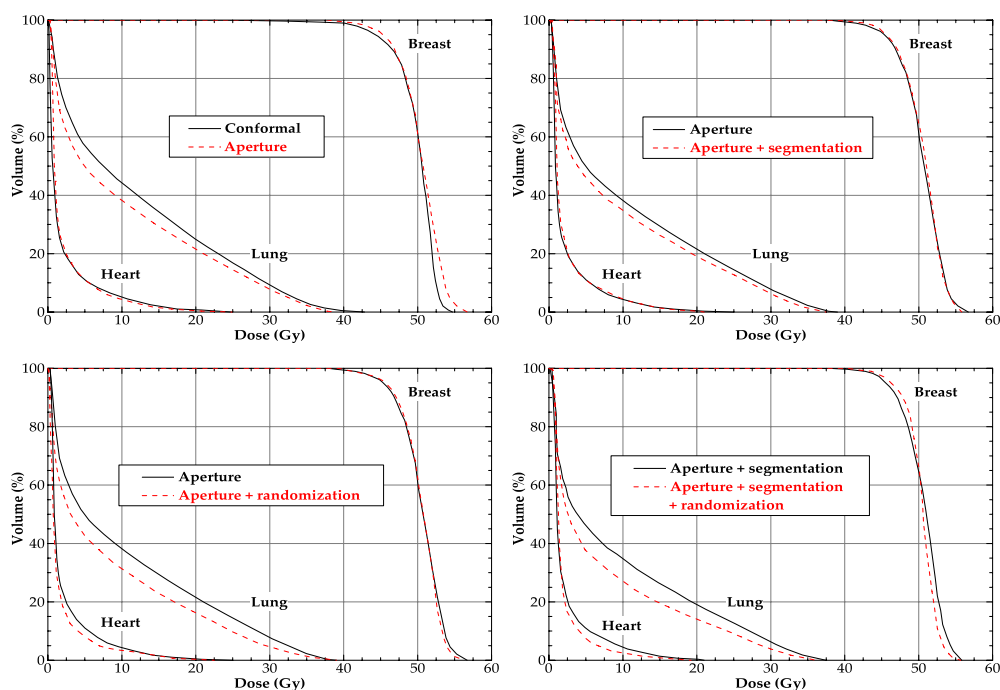 100
80
60
40
20
0
Volume (%)
Breast
Conformal
Aperture
Lung
Heart
0 10 20 30 40 50 60
Dose (Gy)
100
80
60
40
20
0
Volume (%)
Breast
Aperture
Aperture + segmentation
Lung
Heart
0 10 20 30 40 50 60
Dose (Gy)
100
80
60
40
20
0
Volume (%)
Breast
Aperture
Aperture + randomization
Lung
Heart
0 10 20 30 40 50 60
Dose (Gy)
100
80
60
40
20
0
Volume (%)
Breast
Aperture + segmentation
Aperture + segmentation
+ randomization
Lung
Heart
0 10 20 30 40 50 60
Dose (Gy)